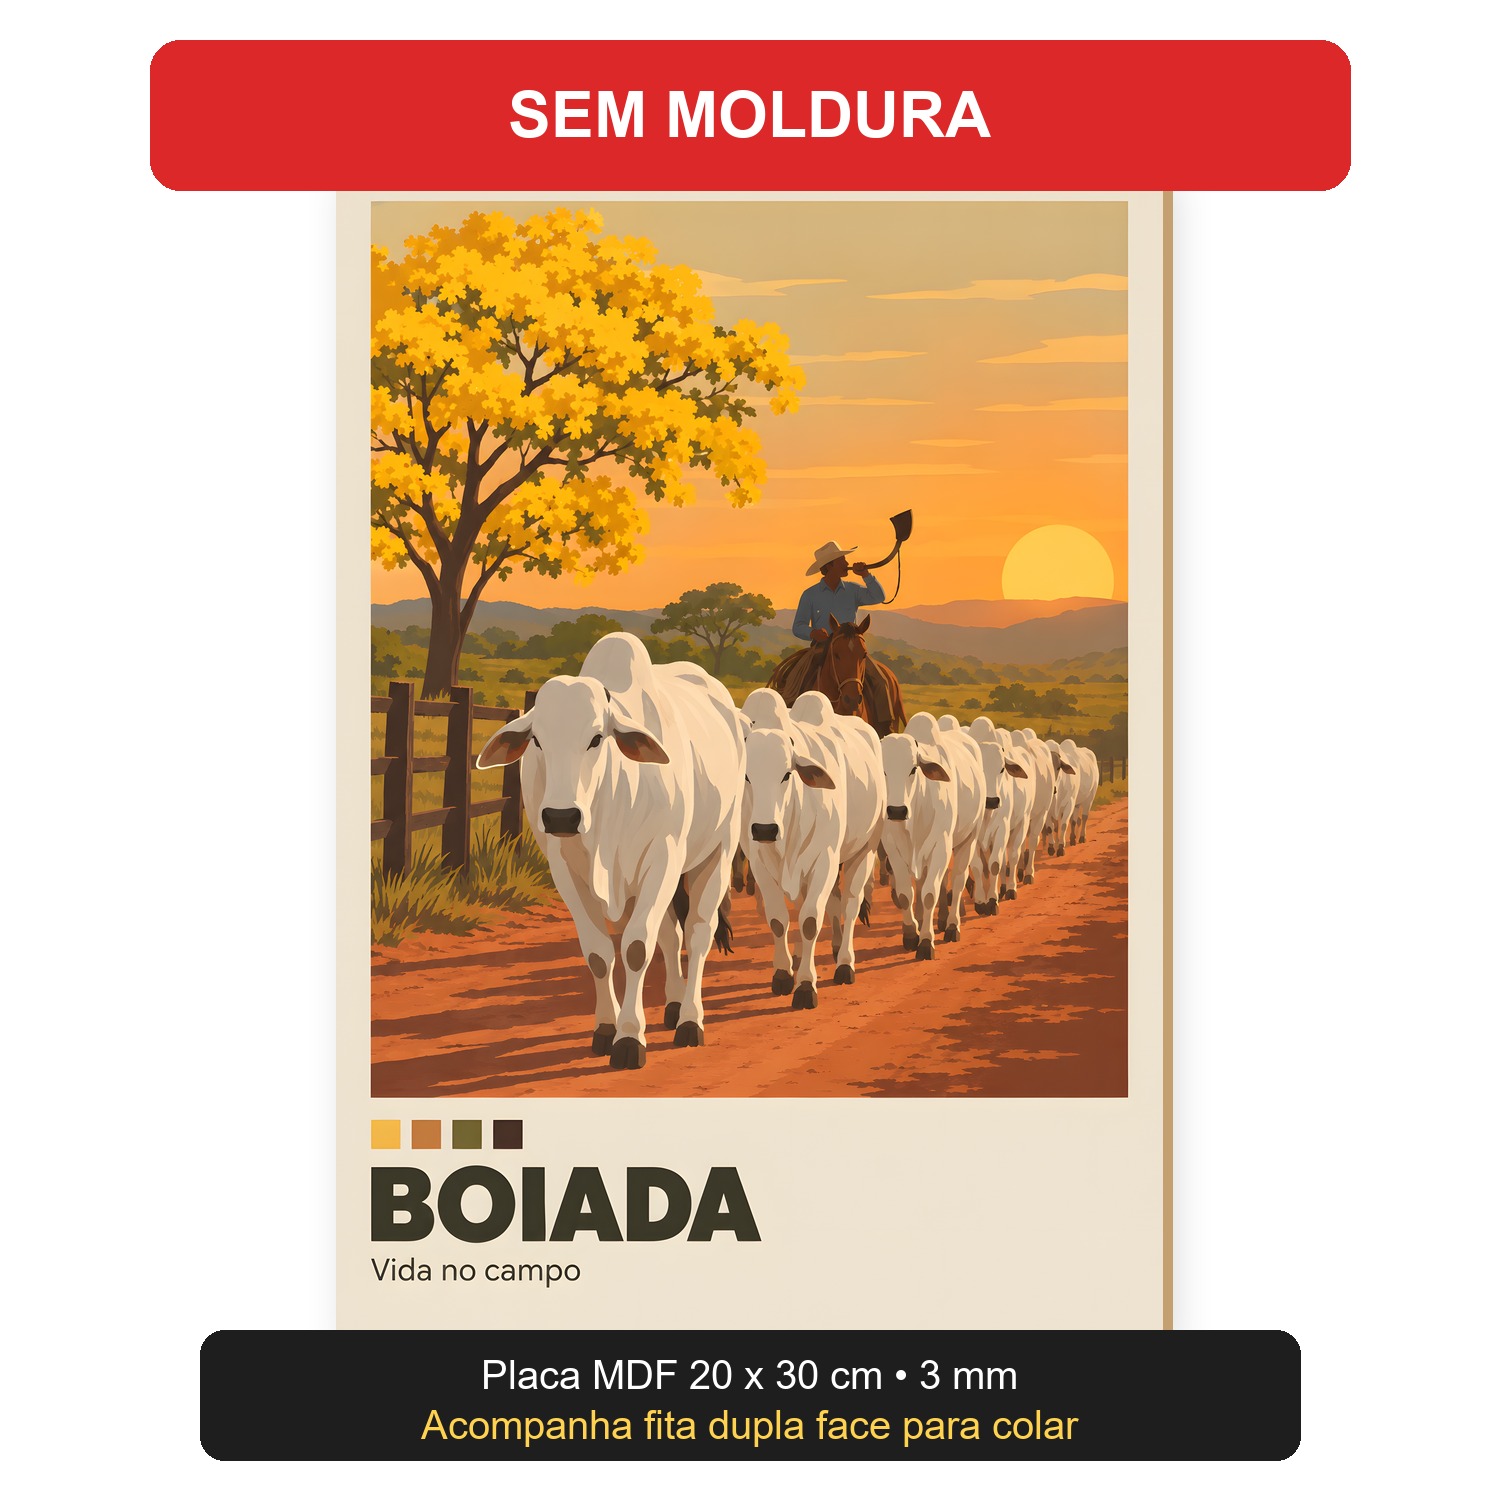 SEM MOLDURA
BOIADA
Vida no campo
Placa MDF 20 x 30 cm • 3 mm
Acompanha fita dupla face para colar